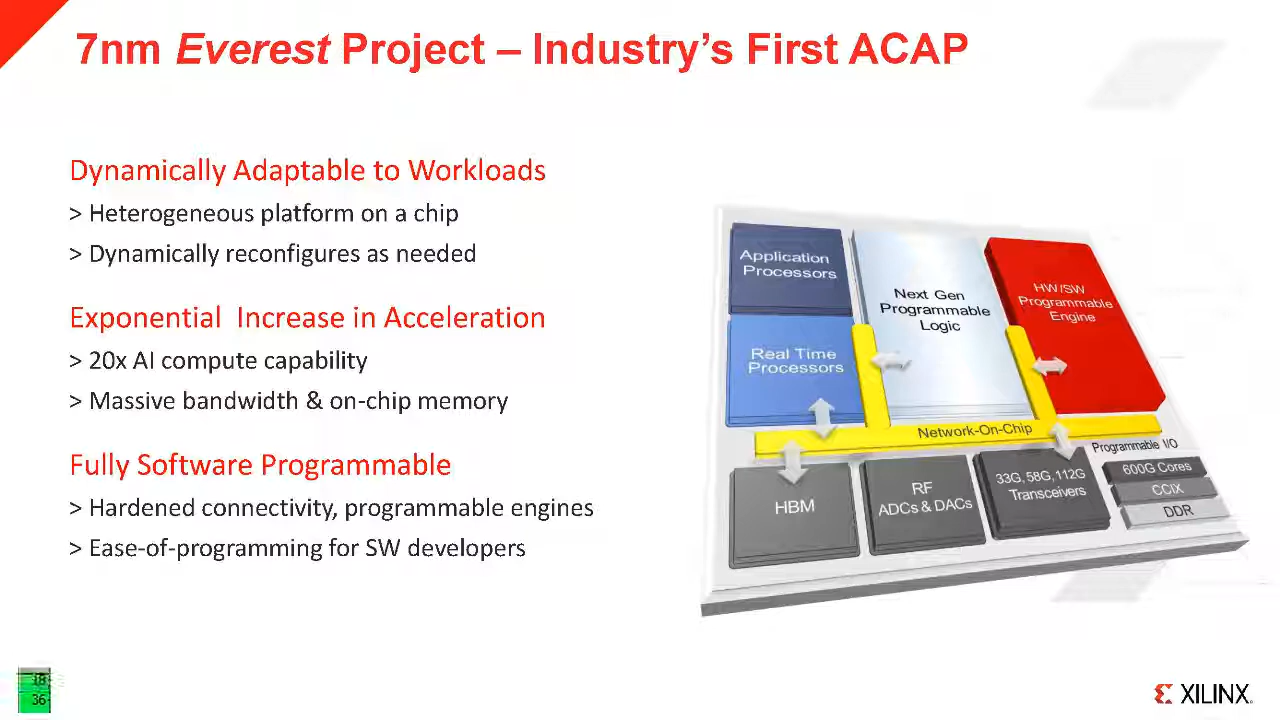 7nm Everest Project – Industry's First ACAP
Dynamically Adaptable to Workloads
> Heterogeneous platform on a chip
> Dynamically reconfigures as needed
Exponential  Increase in Acceleration
> 20x AI compute capability
> Massive bandwidth & on-chip memory
Fully Software Programmable
> Hardened connectivity, programmable engines
> Ease-of-programming for SW developers
Application
Processors
Real Time
Processors
Next Gen
Programmable
Logic
HW/SW
Programmable
Engine
Network-On-Chip
HBM
RF
ADCs & DACs
33G, 58G, 112G
Transceivers
Programmable I/O
600G Cores
CCIX
DDR
18
36
XILINX